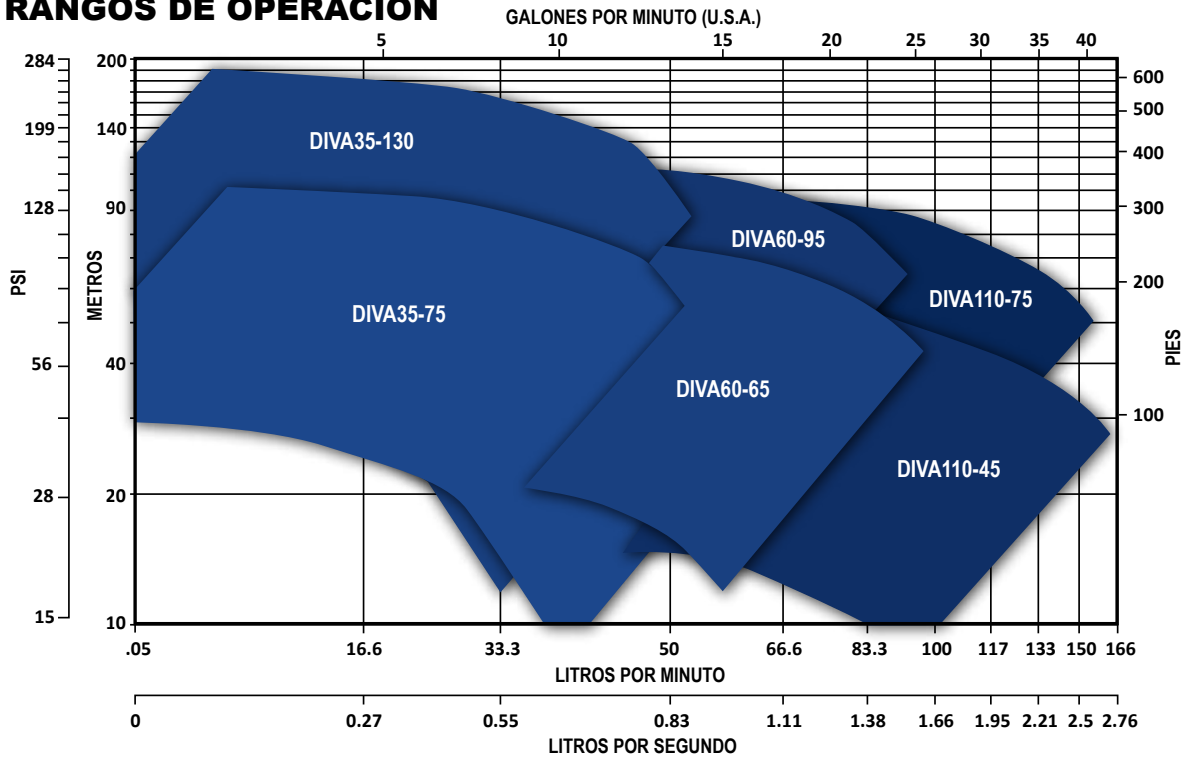 RANGOS DE OPERACIÓN
GALONES POR MINUTO (U.S.A.)
5 10 15 20 25 30 35 40
284 199 128 56 28 15
PSI
200 140 90 40 20 10
METROS
DIVA35-130
DIVA60-95
DIVA110-75
DIVA35-75
DIVA60-65
DIVA110-45
600 500 400 300 200 100
PIES
.05 16.6 33.3 50 66.6 83.3 100 117 133 150 166
LITROS POR MINUTO
0 0.27 0.55 0.83 1.11 1.38 1.66 1.95 2.21 2.5 2.76
LITROS POR SEGUNDO